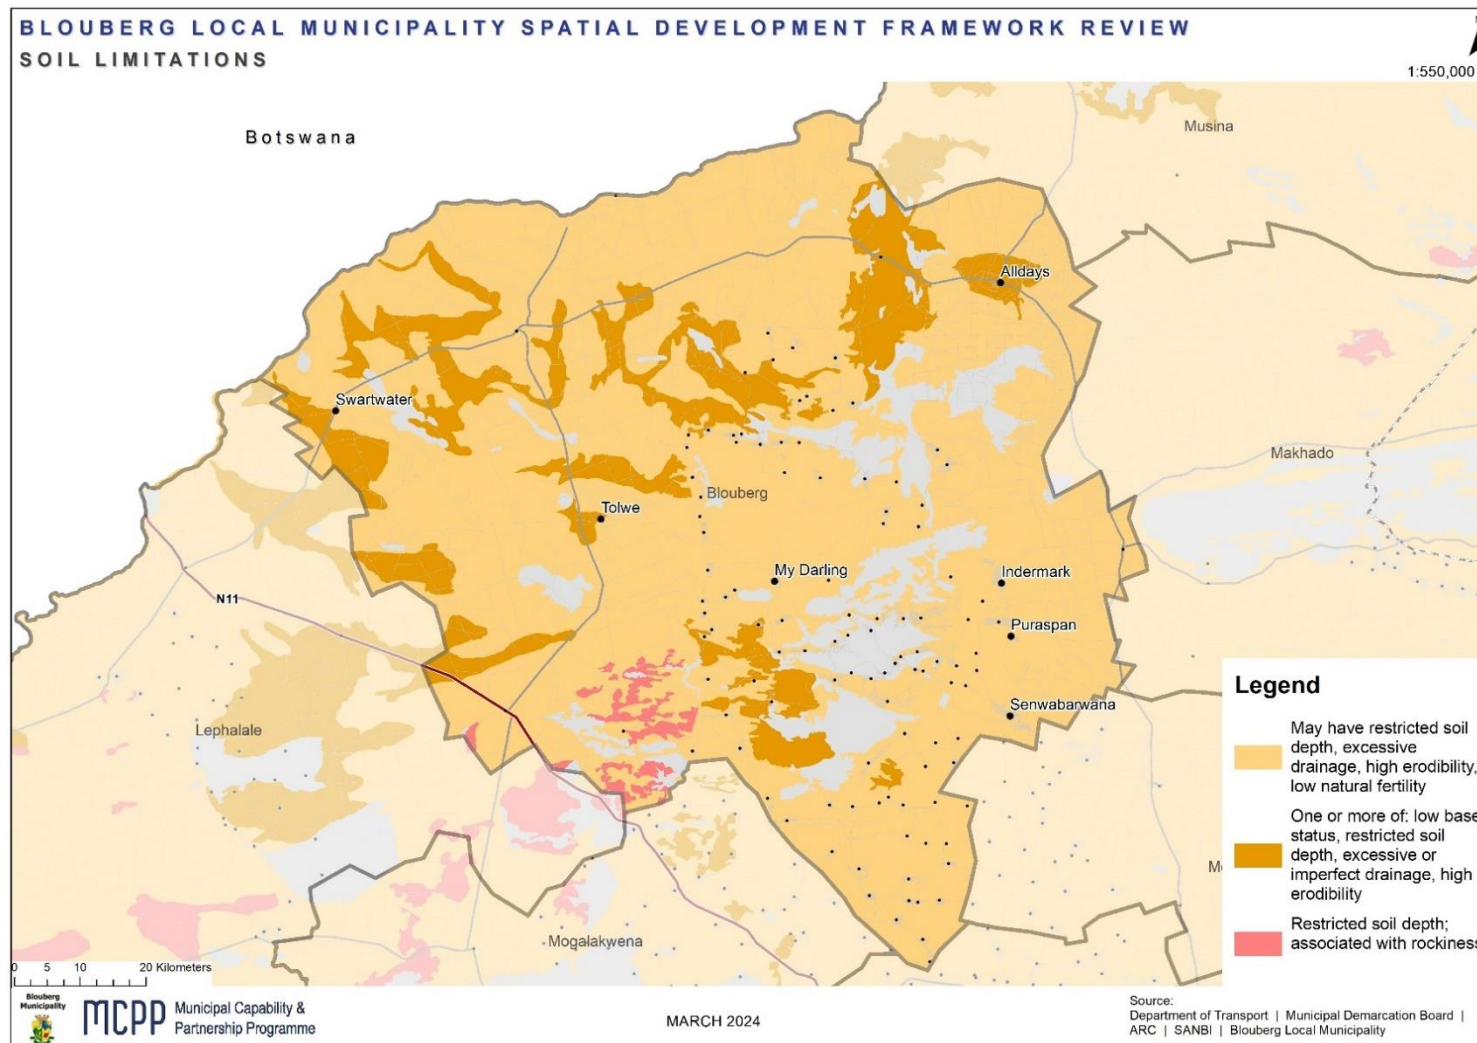 BLOUBERG LOCAL MUNICIPALITY SPATIAL DEVELOPMENT FRAMEWORK REVIEW
SOIL LIMITATIONS
1:550,000
Botswana
Musina
Alldays
Swartwater
Makhado
Blouberg
Tolwe
My Darling
Indermark
N11
Puraspan
Senwabarwana
Lephalale
Mogalakwena
Legend
May have restricted soil
depth, excessive
drainage, high erodibility,
low natural fertility
One or more of: low base
status, restricted soil
depth, excessive or
imperfect drainage, high
erodibility
Restricted soil depth;
associated with rockiness
0 5 10 20 Kilometers
Blouberg
Municipality
MCPP
Municipal Capability &
Partnership Programme
MARCH 2024
Source:
Department of Transport | Municipal Demarcation Board |
ARC | SANBI | Blouberg Local Municipality